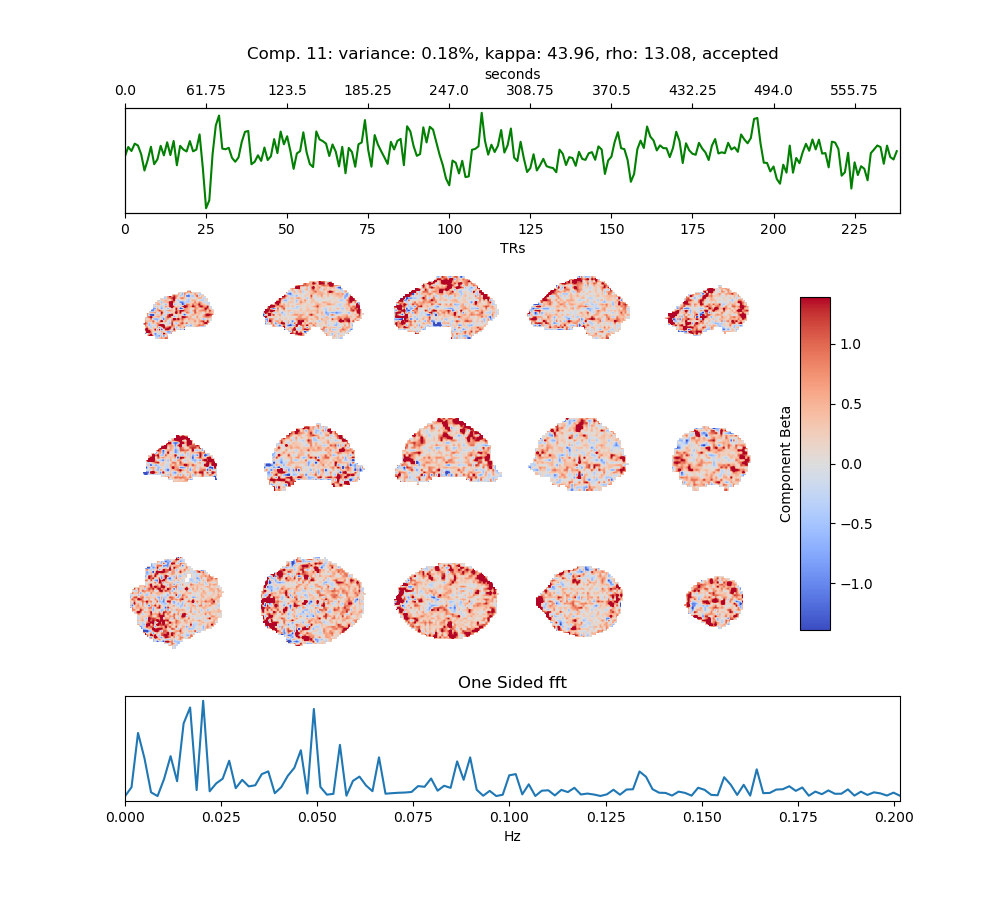 Comp. 11: variance: 0.18%, kappa: 43.96, rho: 13.08, accepted
seconds
0.0 61.75 123.5 185.25 247.0 308.75 370.5 432.25 494.0 555.75
0 25 50 75 100 125 150 175 200 225
TRs
1.0
0.5
0.0
−0.5
−1.0
Component Beta
One Sided fft
0.000 0.025 0.050 0.075 0.100 0.125 0.150 0.175 0.200
Hz